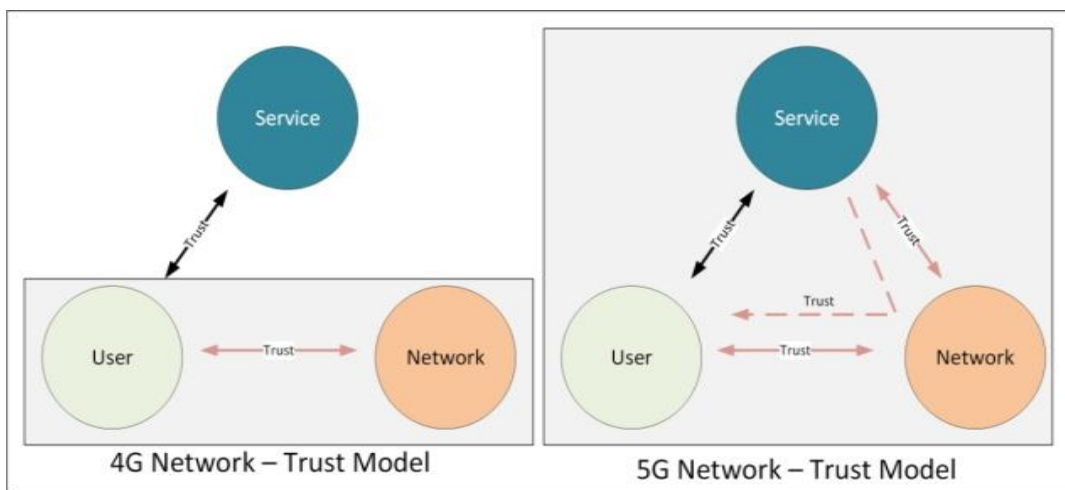 Service
Trust
User
Trust
Network
4G Network – Trust Model
Service
Trust
Trust
Trust
User
Trust
Network
5G Network – Trust Model